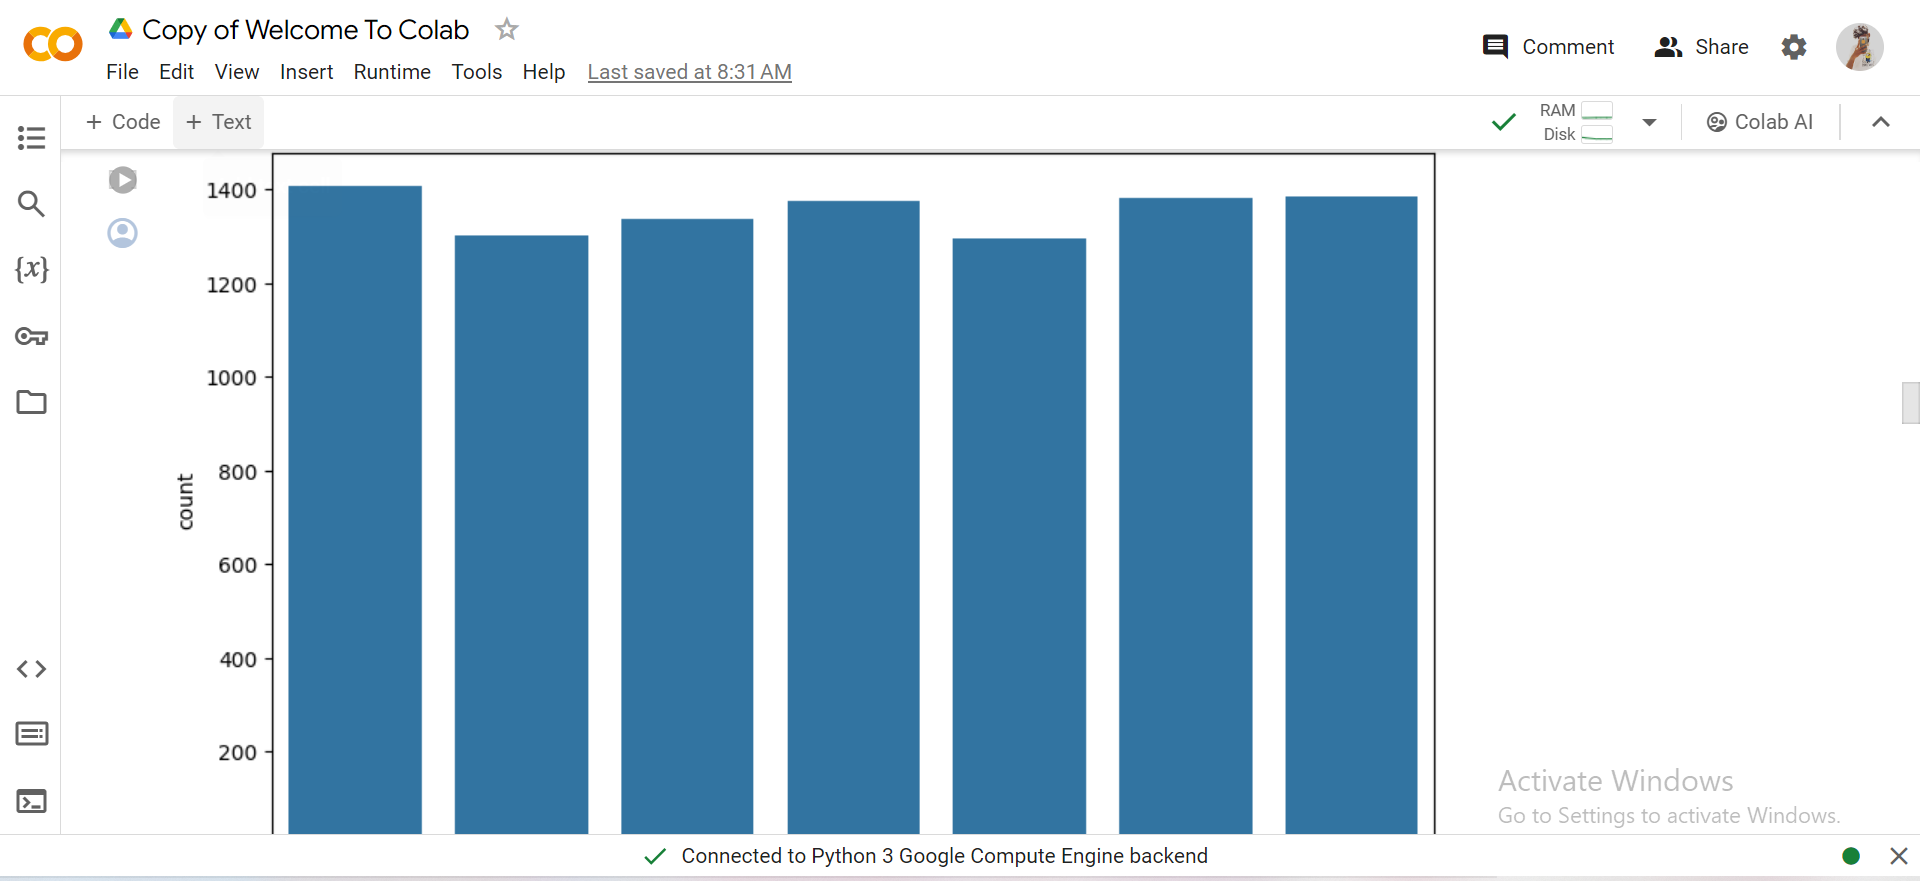 Copy of Welcome To Colab
File Edit View Insert Runtime Tools Help Last saved at 8:31 AM
Comment Share
+ Code + Text
RAM
Disk
Colab AI
{x}
1400
1200
1000
800
600
400
200
count
Activate Windows
Go to Settings to activate Windows.
Connected to Python 3 Google Compute Engine backend